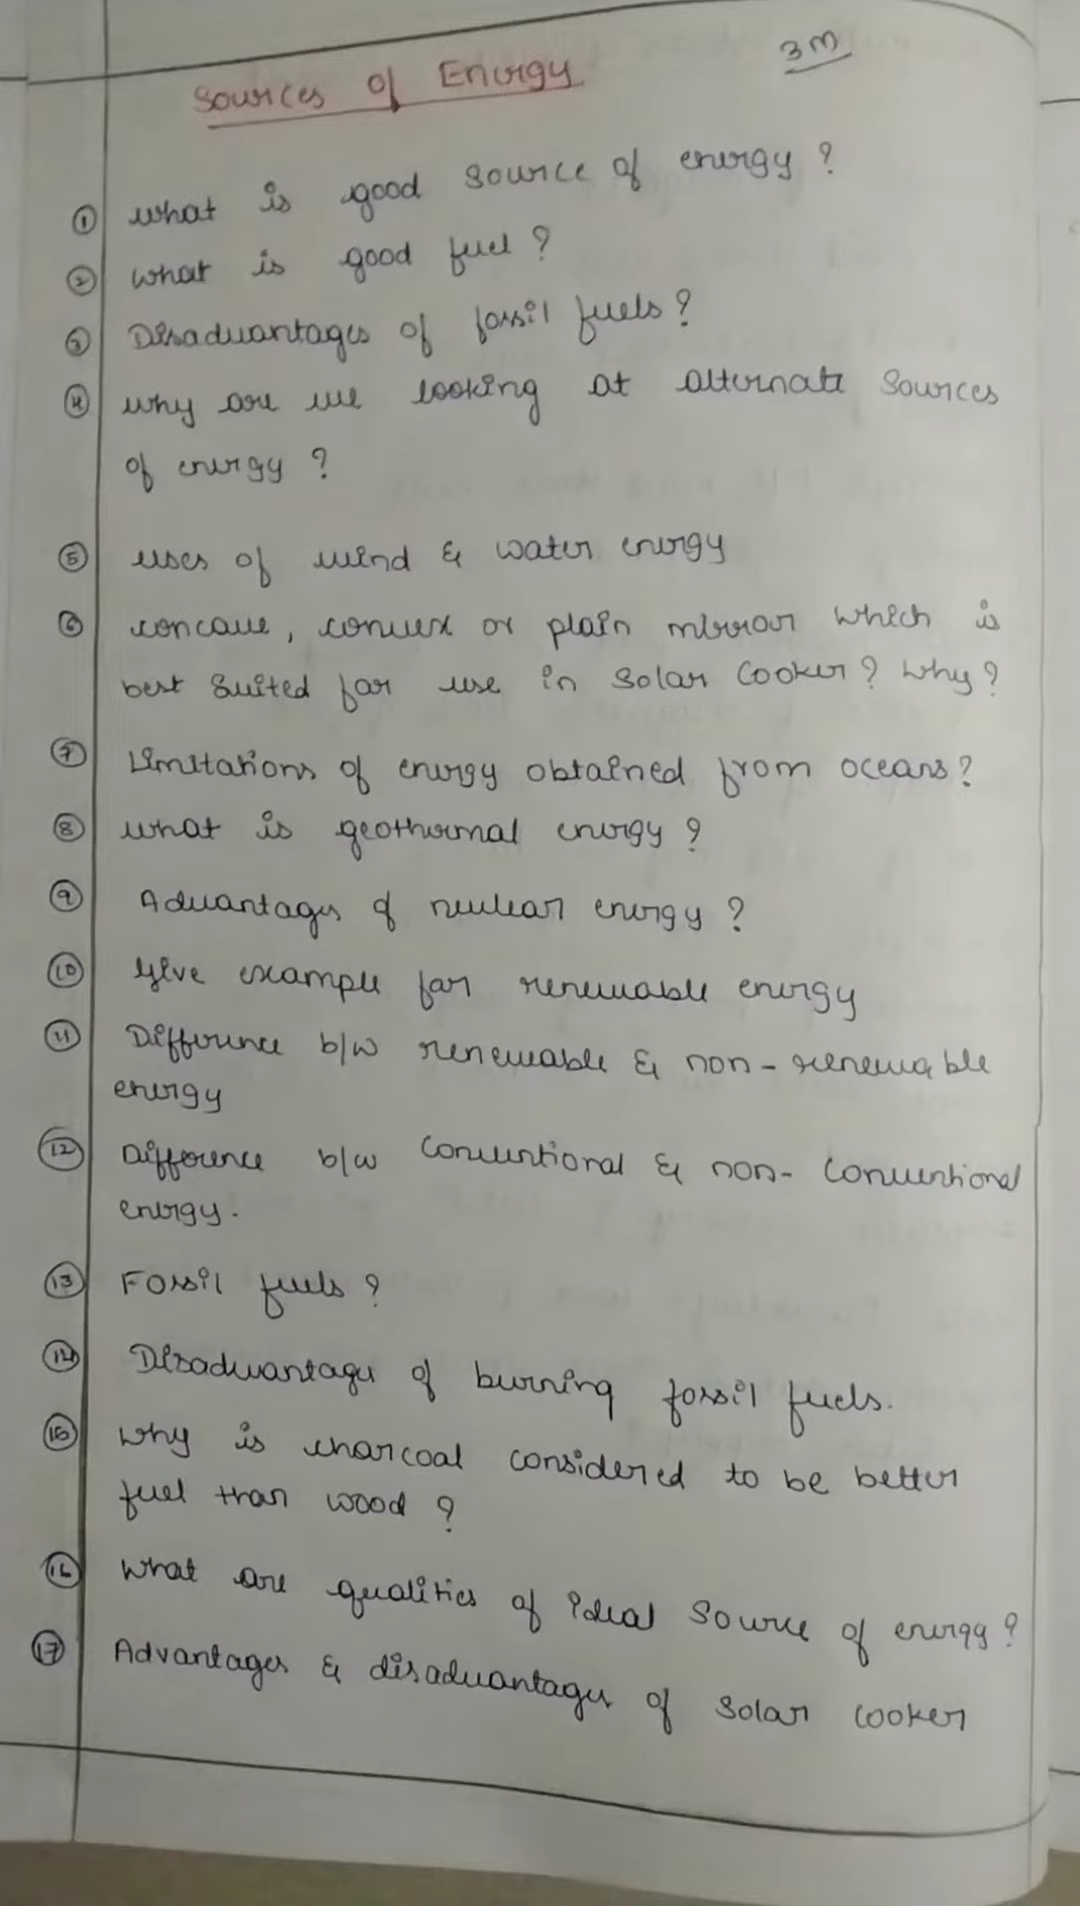 Sources of Energy
3m
① what is good source of energy?
② what is good fuel?
③ Disadvantages of fossil fuels?
④ why are we looking at alternate sources
of energy?
⑤ uses of wind & water energy
⑥ concave, convex or plain mirror which is
best suited for use in solar cooker? why?
⑦ Limitations of energy obtained from oceans?
⑧ what is geothermal energy?
⑨ Advantages of nuclear energy?
⑩ Give example for renewable energy
⑪ Difference b/w renewable & non-renewable
energy
⑫ Difference b/w conventional & non-conventional
energy.
⑬ Fossil fuels?
⑭ Disadvantage of burning fossil fuels.
⑮ why is charcoal considered to be better
fuel than wood?
⑯ what are qualities of ideal source of energy?
⑰ Advantages & disadvantages of solar cooker